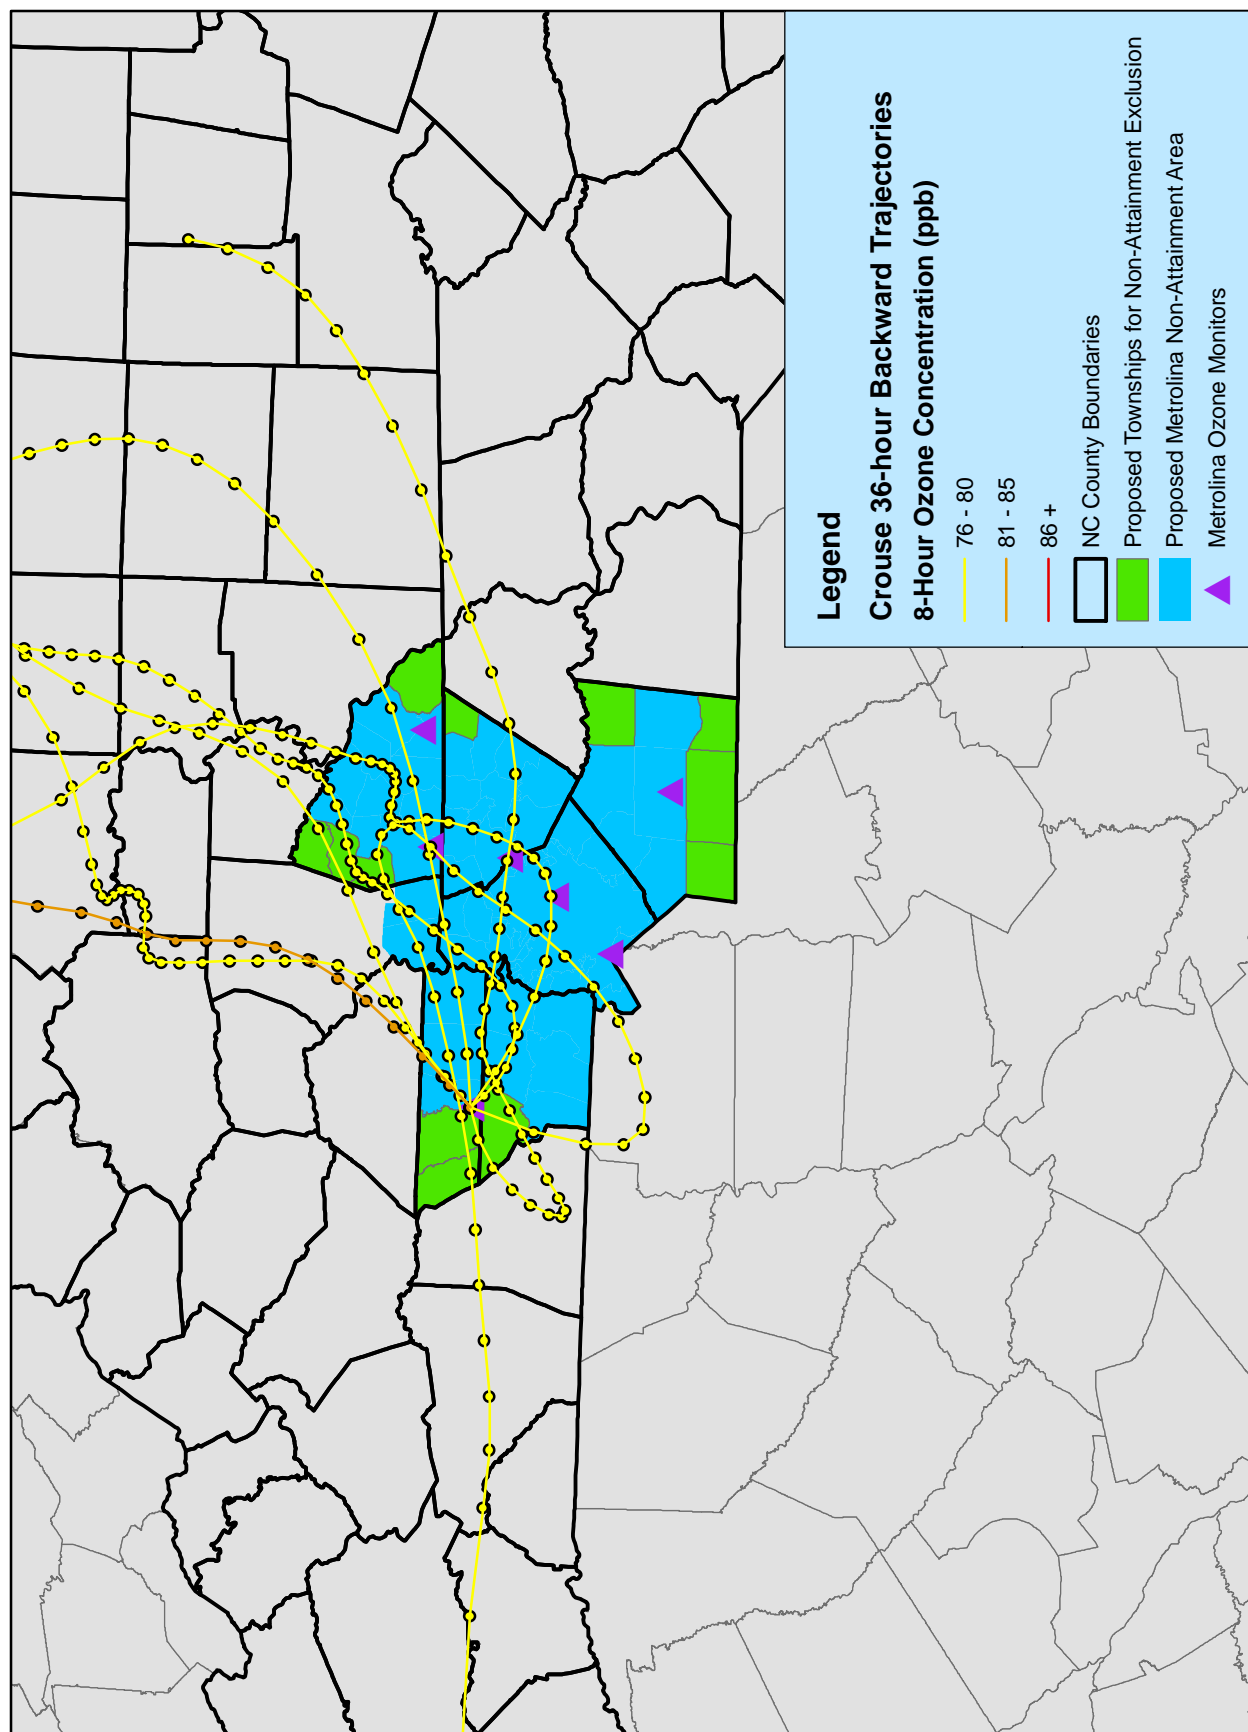 Legend
Crouse 36-hour Backward Trajectories
8-Hour Ozone Concentration (ppb)
76 - 80
81 - 85
86 +
NC County Boundaries
Proposed Townships for Non-Attainment Exclusion
Proposed Metrolina Non-Attainment Area
Metrolina Ozone Monitors